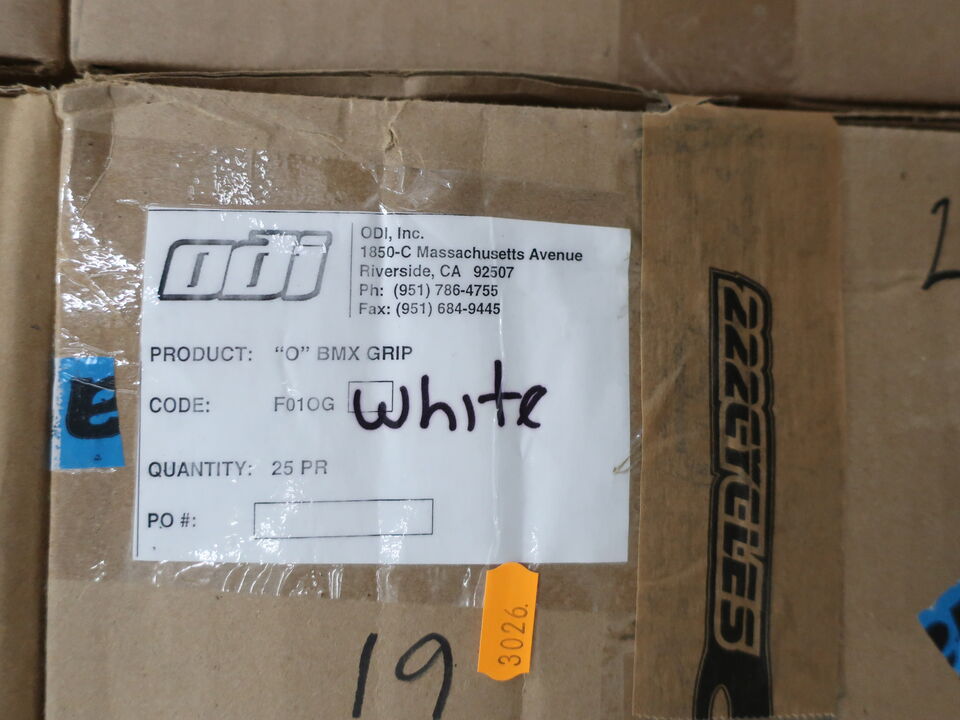 ODI
ODI, Inc.
1850-C Massachusetts Avenue
Riverside, CA 92507
Ph: (951) 786-4755
Fax: (951) 684-9445
PRODUCT: "O" BMX GRIP
CODE: F01OG White
QUANTITY: 25 PR
PO #:
3026.
19